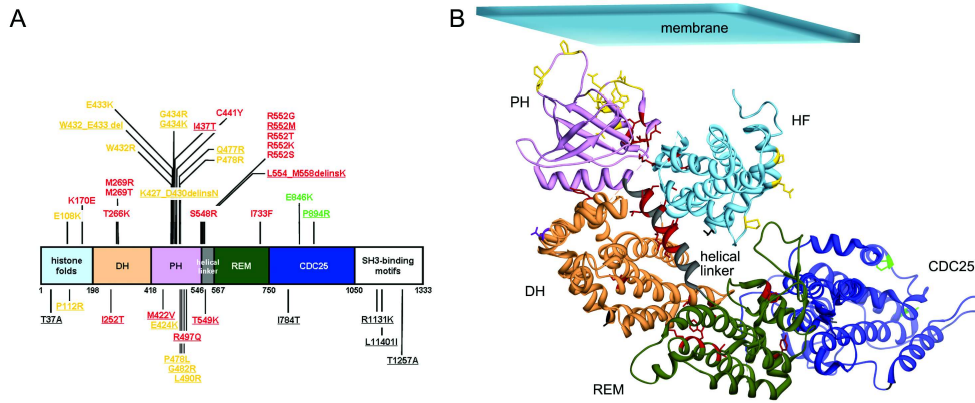 A
E433K
W432_E433 del
W432R
G434R
G434K
C441Y
I437T
Q477R
P478R
K427_D430delinsN
R552G
R552M
R552T
R552K
R552S
L554_M558delinsK
M269R
M269T
T266K
K170E
E108K
S548R
I733F
E846K
P894R
histone
folds
DH
PH
helical
linker
REM
CDC25
SH3-binding
motifs
1
198
418
546
567
750
1050
1333
T37A
P112R
I252T
M422V
E424K
R497Q
P478L
G482R
L490R
T549K
I784T
R1131K
L11401I
T1257A
B
membrane
PH
HF
DH
helical
linker
CDC25
REM